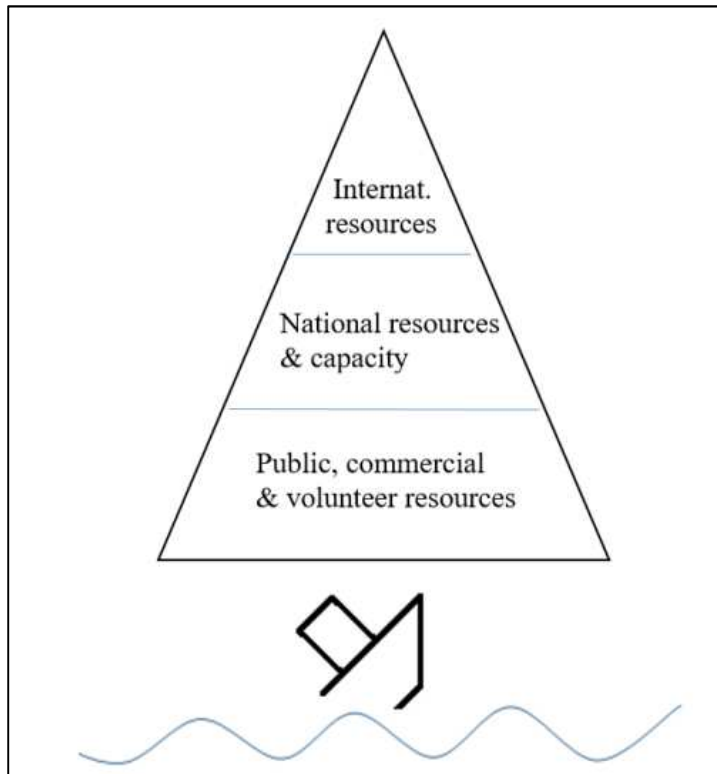 Internat.
resources
National resources
& capacity
Public, commercial
& volunteer resources